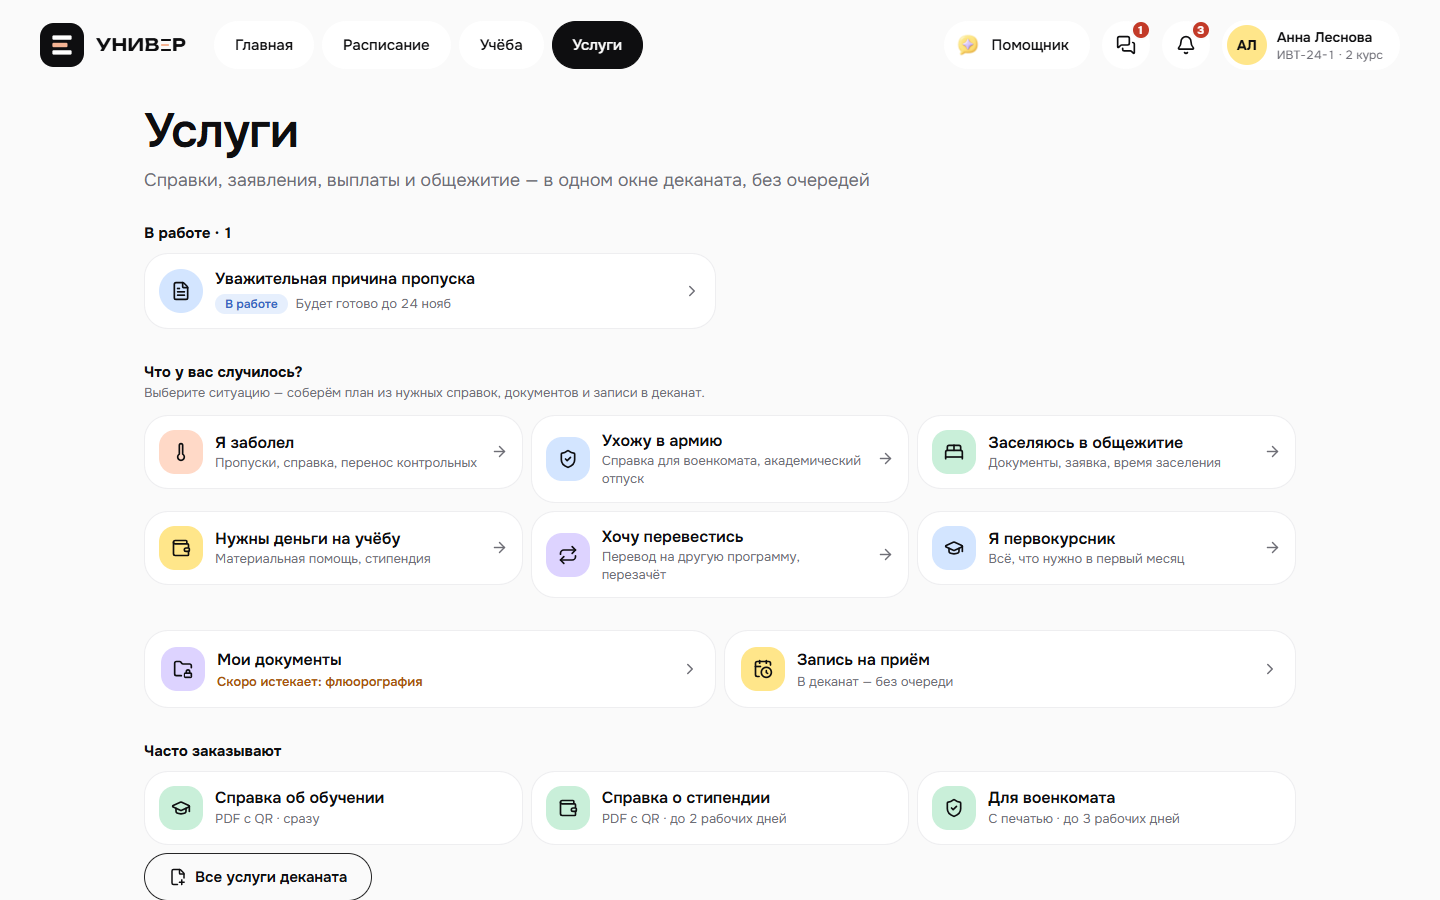 УНИВЕР
Главная
Расписание
Учёба
Услуги
Помощник
1
3
АЛ
Анна Леснова
ИВТ-24-1 · 2 курс
Услуги
Справки, заявления, выплаты и общежитие — в одном окне деканата, без очередей
В работе · 1
Уважительная причина пропуска
В работе
Будет готово до 24 нояб
Что у вас случилось?
Выберите ситуацию — соберём план из нужных справок, документов и записи в деканат.
Я заболел
Пропуски, справка, перенос контрольных
Ухожу в армию
Справка для военкомата, академический
отпуск
Заселяюсь в общежитие
Документы, заявка, время заселения
Нужны деньги на учёбу
Материальная помощь, стипендия
Хочу перевестись
Перевод на другую программу,
перезачёт
Я первокурсник
Всё, что нужно в первый месяц
Мои документы
Скоро истекает: флюорография
Запись на приём
В деканат — без очереди
Часто заказывают
Справка об обучении
PDF с QR · сразу
Справка о стипендии
PDF с QR · до 2 рабочих дней
Для военкомата
С печатью · до 3 рабочих дней
Все услуги деканата